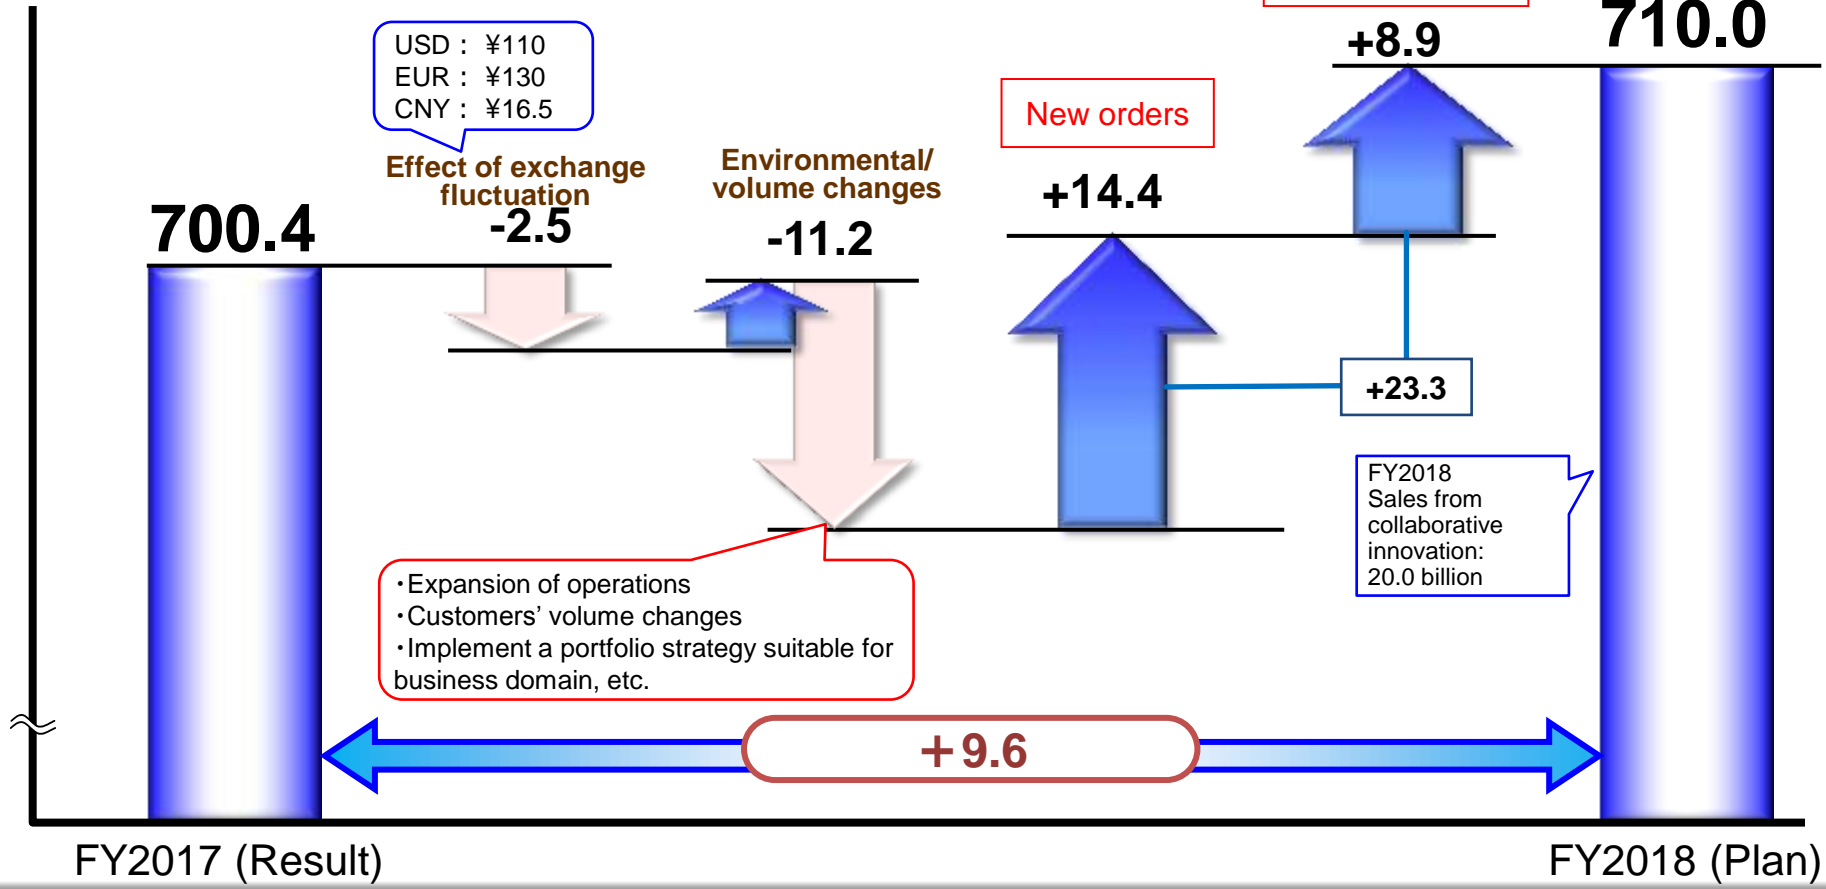 710.0
+8.9
USD： ¥110
EUR： ¥130
CNY： ¥16.5
New orders
Effect of exchange
fluctuation
-2.5
Environmental/
volume changes
-11.2
+14.4
700.4
+23.3
FY2018
Sales from
collaborative
innovation:
20.0 billion
・Expansion of operations
・Customers’ volume changes
・Implement a portfolio strategy suitable for
business domain, etc.
＋9.6
FY2017 (Result)
FY2018 (Plan)